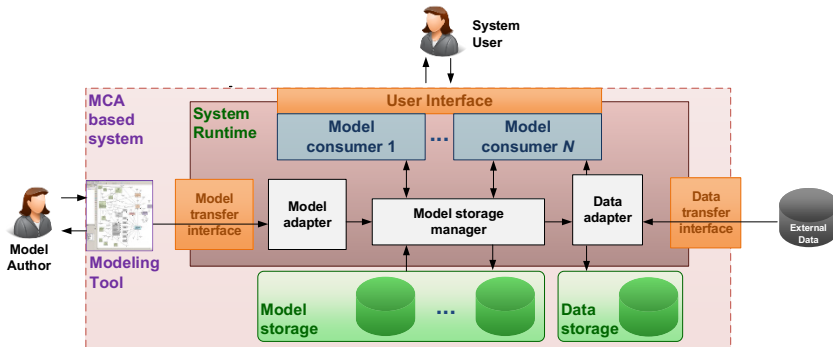 System
User
MCA
based
system
System
Runtime
User Interface
Model
consumer 1
...
Model
consumer N
Model
transfer
interface
Model
adapter
Model storage
manager
Data
adapter
Data
transfer
interface
External
Data
Model
Author
Modeling
Tool
Model
storage
...
Data
storage